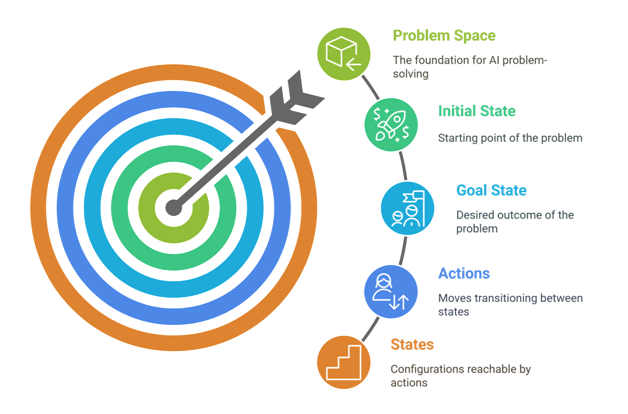 Problem Space
The foundation for AI problem-
solving
Initial State
Starting point of the problem
Goal State
Desired outcome of the
problem
Actions
Moves transitioning between
states
States
Configurations reachable by
actions